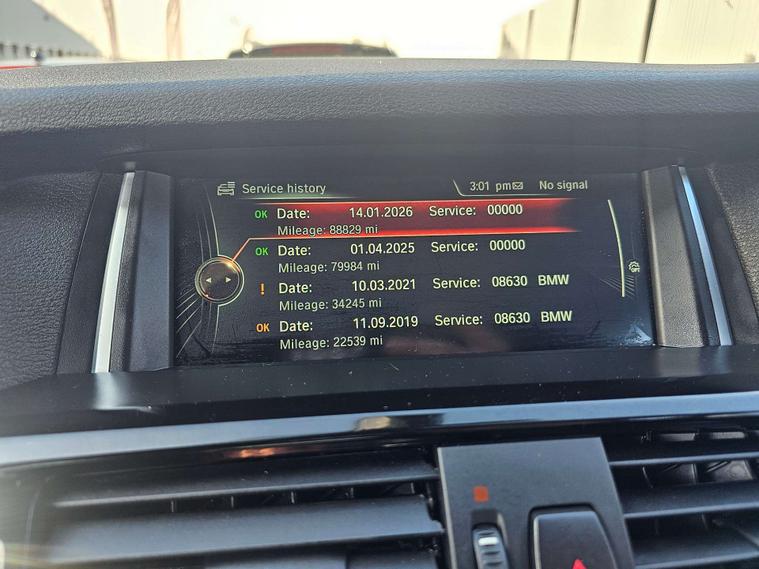 Service history 3:01 pm No signal
OK Date: 14.01.2026 Service: 00000
Mileage: 88829 mi
OK Date: 01.04.2025 Service: 00000
Mileage: 79984 mi
! Date: 10.03.2021 Service: 08630 BMW
Mileage: 34245 mi
OK Date: 11.09.2019 Service: 08630 BMW
Mileage: 22539 mi